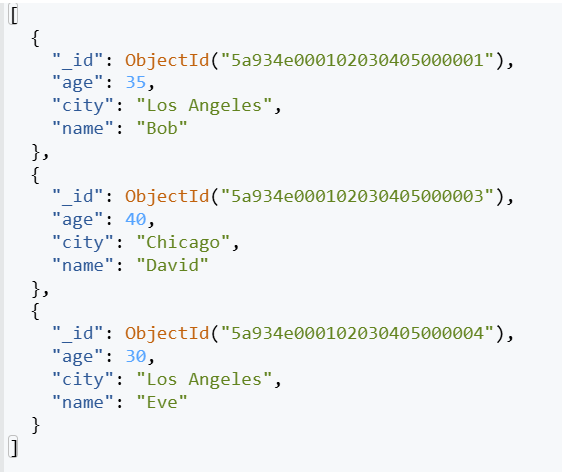 [
  {
    "_id": ObjectId("5a934e000102030405000001"),
    "age": 35,
    "city": "Los Angeles",
    "name": "Bob"
  },
  {
    "_id": ObjectId("5a934e000102030405000003"),
    "age": 40,
    "city": "Chicago",
    "name": "David"
  },
  {
    "_id": ObjectId("5a934e000102030405000004"),
    "age": 30,
    "city": "Los Angeles",
    "name": "Eve"
  }
]